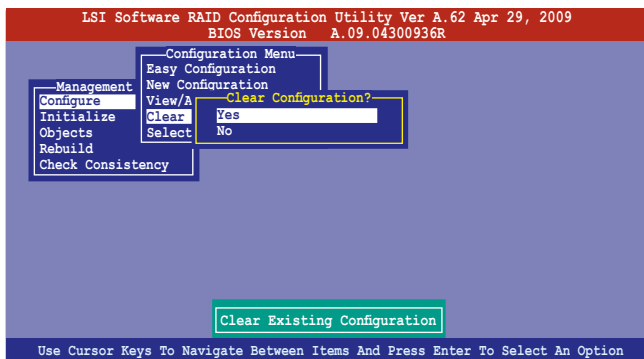 LSI Software RAID Configuration Utility Ver A.62 Apr 29, 2009
BIOS Version A.09.04300936R
Configuration Menu
Easy Configuration
New Configuration
View/A
Clear
Select
Management
Configure
Initialize
Objects
Rebuild
Check Consistency
Clear Configuration?
Yes
No
Clear Existing Configuration
Use Cursor Keys To Navigate Between Items And Press Enter To Select An Option